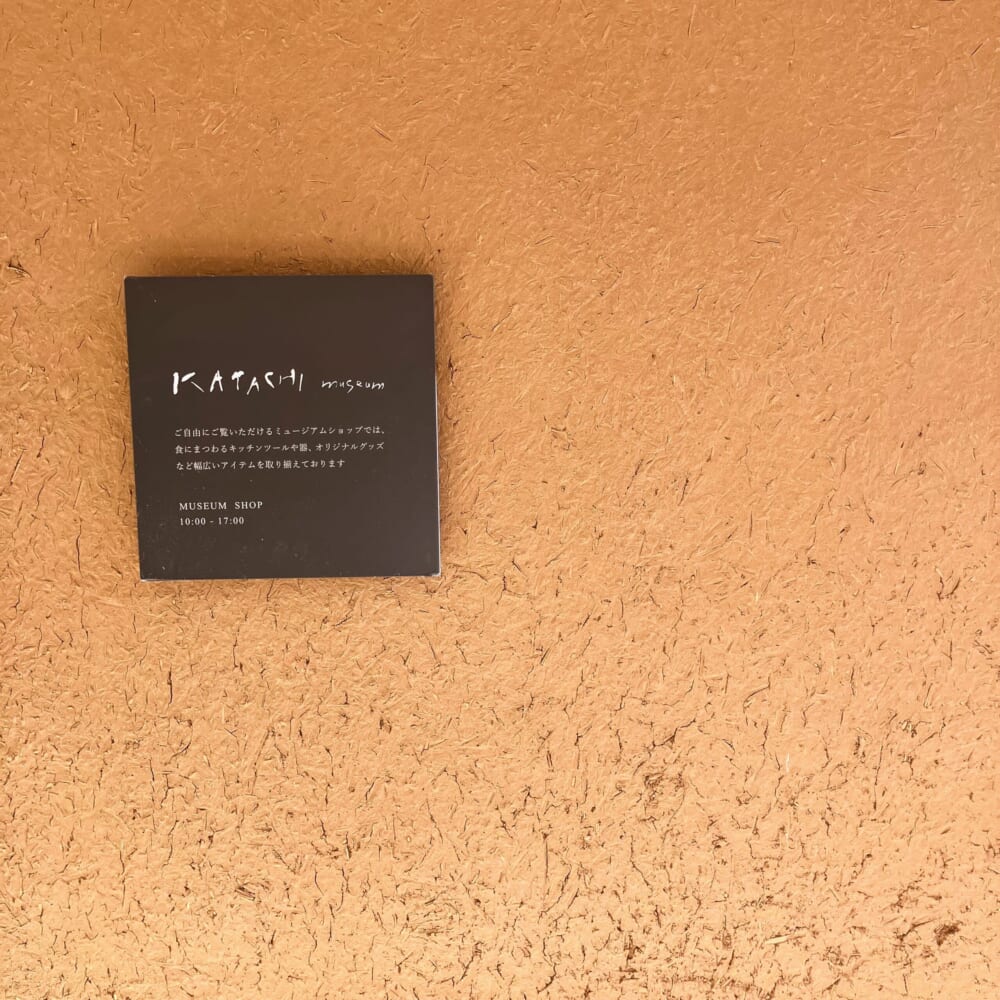 KATACHI museum
ご自由にご覧いただけるミュージアムショップでは、
食にまつわるキッチンツールや器、オリジナルグッズ
など幅広いアイテムを取り揃えております
MUSEUM SHOP
10:00 - 17:00